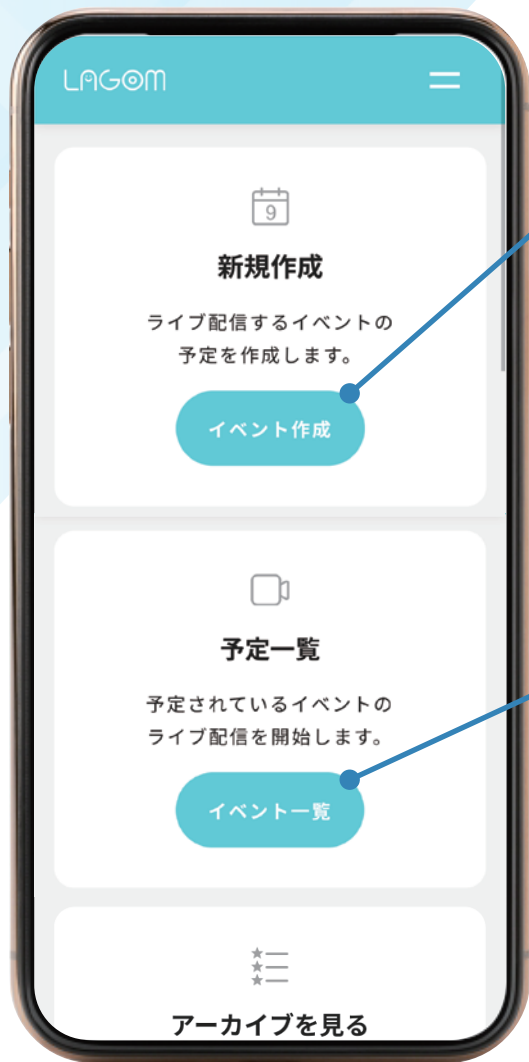 LAGOM
9
新規作成
ライブ配信するイベントの
予定を作成します。
イベント作成
予定一覧
予定されているイベントの
ライブ配信を開始します。
イベント一覧
アーカイブを見る